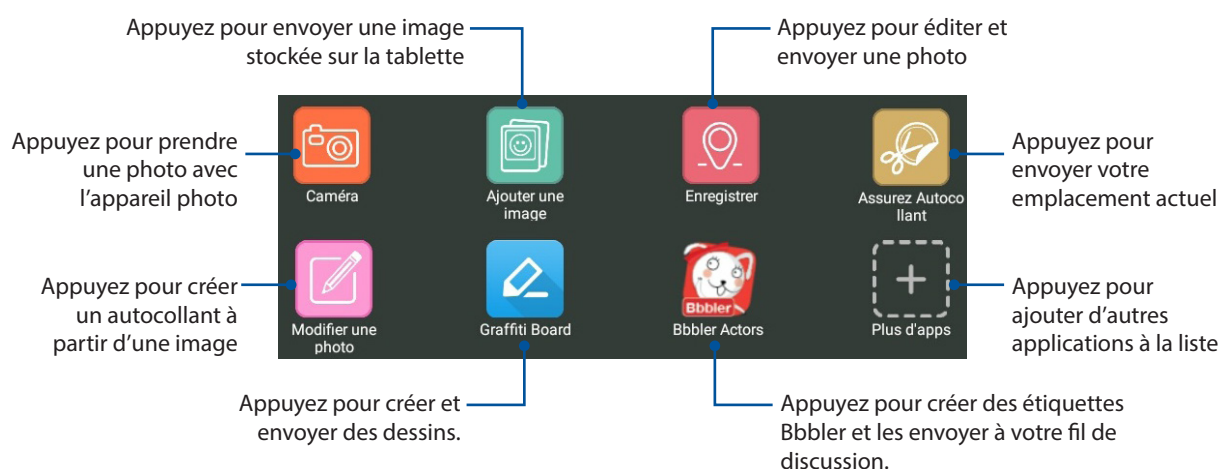 Appuyez pour envoyer une image
stockée sur la tablette
Appuyez pour éditer et
envoyer une photo
Appuyez pour prendre
une photo avec
l’appareil photo
Caméra
Ajouter une
image
Enregistrer
Assurez Autoco
llant
Appuyez pour
envoyer votre
emplacement actuel
Appuyez pour créer
un autocollant à
partir d’une image
Modifier une
photo
Graffiti Board
Bbbler
Bbbler Actors
Plus d'apps
Appuyez pour
ajouter d’autres
applications à la liste
Appuyez pour créer et
envoyer des dessins.
Appuyez pour créer des étiquettes
Bbbler et les envoyer à votre fil de
discussion.